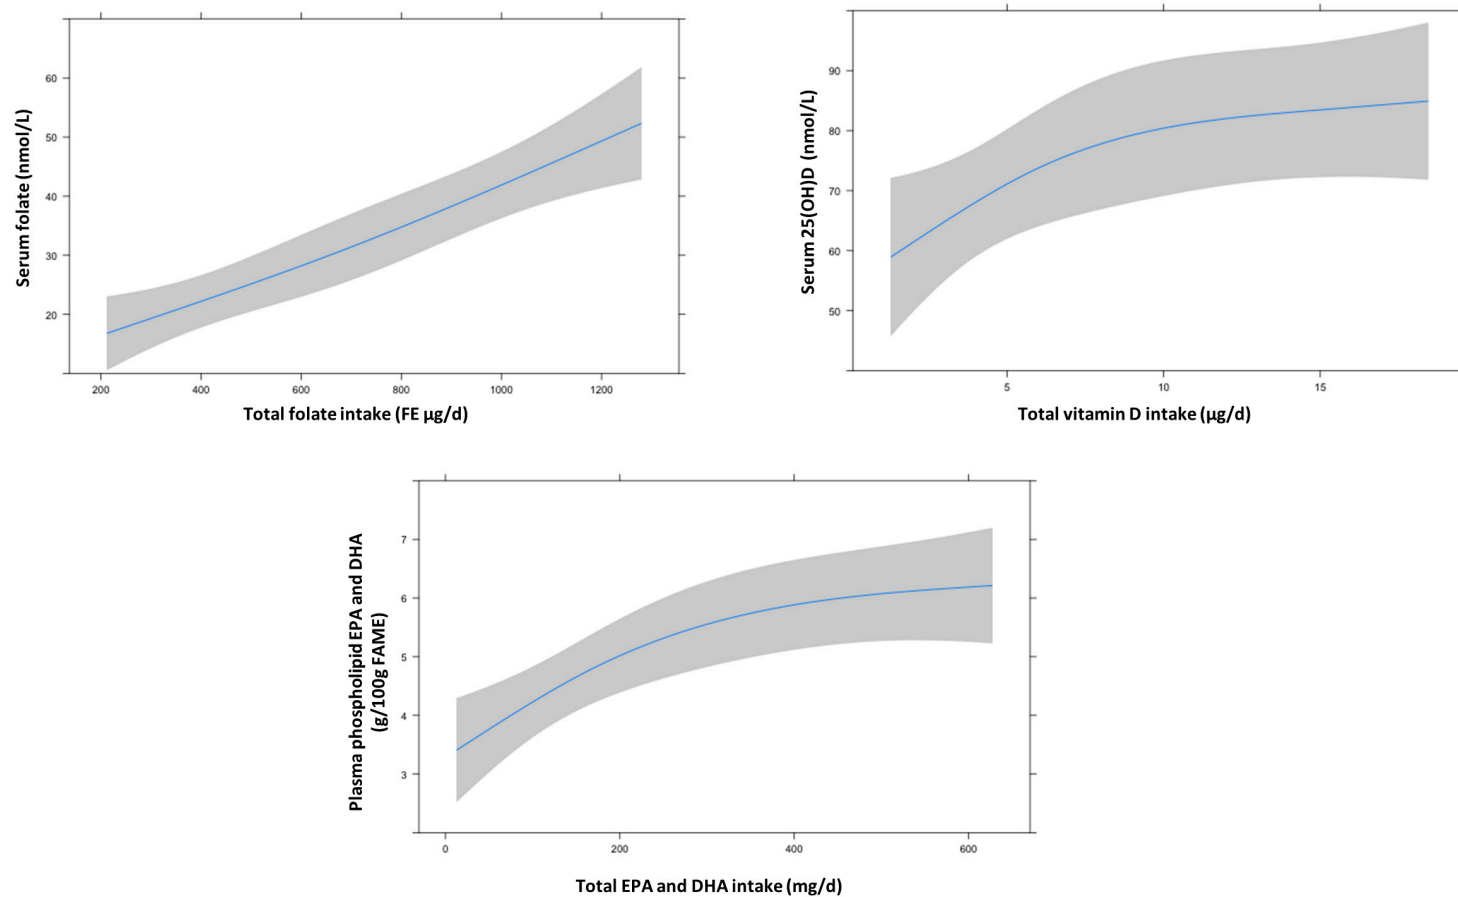 Serum folate (nmol/L)
60
50
40
30
20
200 400 600 800 1000 1200
Total folate intake (FE µg/d)
Serum 25(OH)D (nmol/L)
90
80
70
60
50
5 10 15
Total vitamin D intake (µg/d)
Plasma phospholipid EPA and DHA
(g/100g FAME)
7
6
5
4
3
0 200 400 600
Total EPA and DHA intake (mg/d)